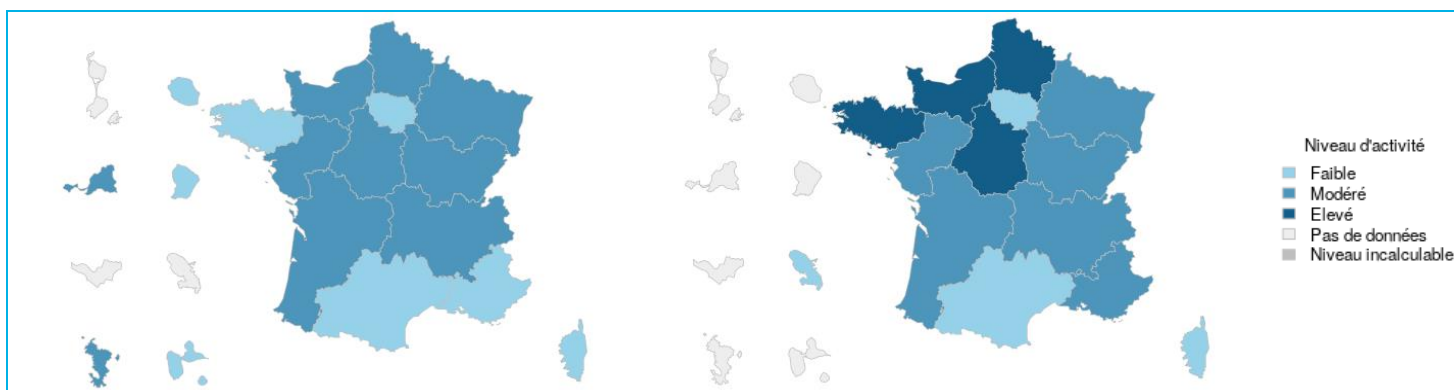 Niveau d'activité
Faible
Modéré
Elevé
Pas de données
Niveau incalculable